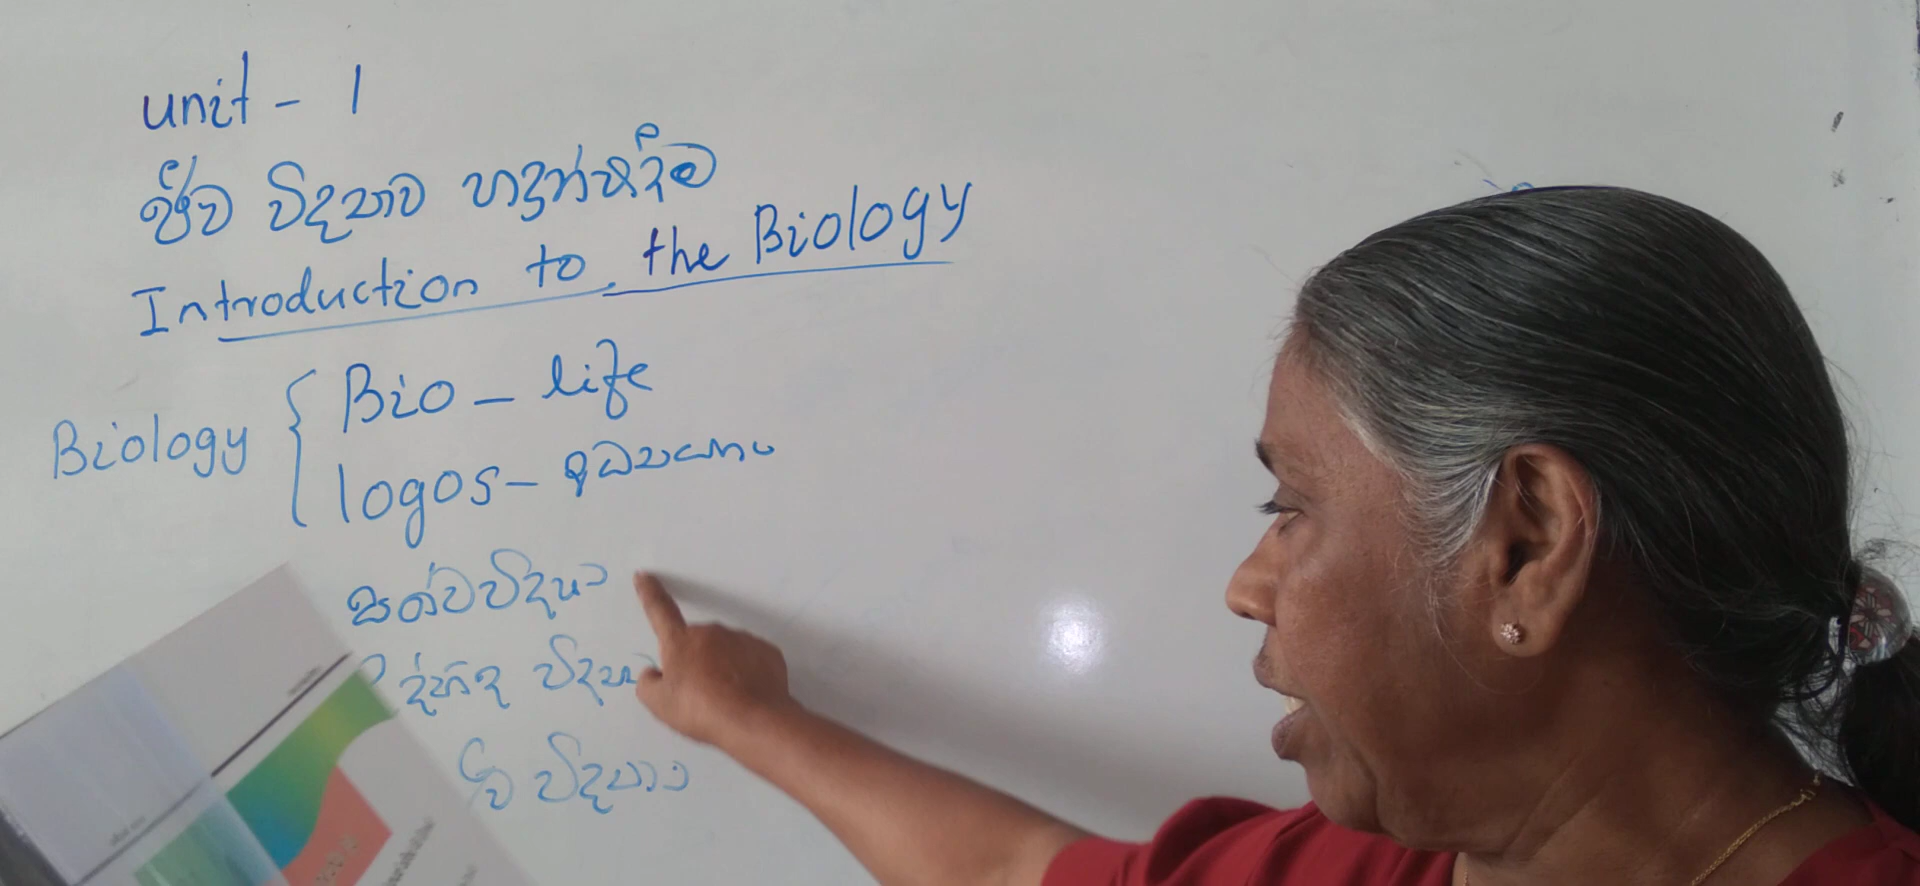 unit - 1
ජීව විද්‍යාව හැඳින්වීම
Introduction to the Biology
Biology
Bio - life
logos - අධ්‍යයනය
සත්ව විද්‍යා
විද්‍යා
විද්‍යාව